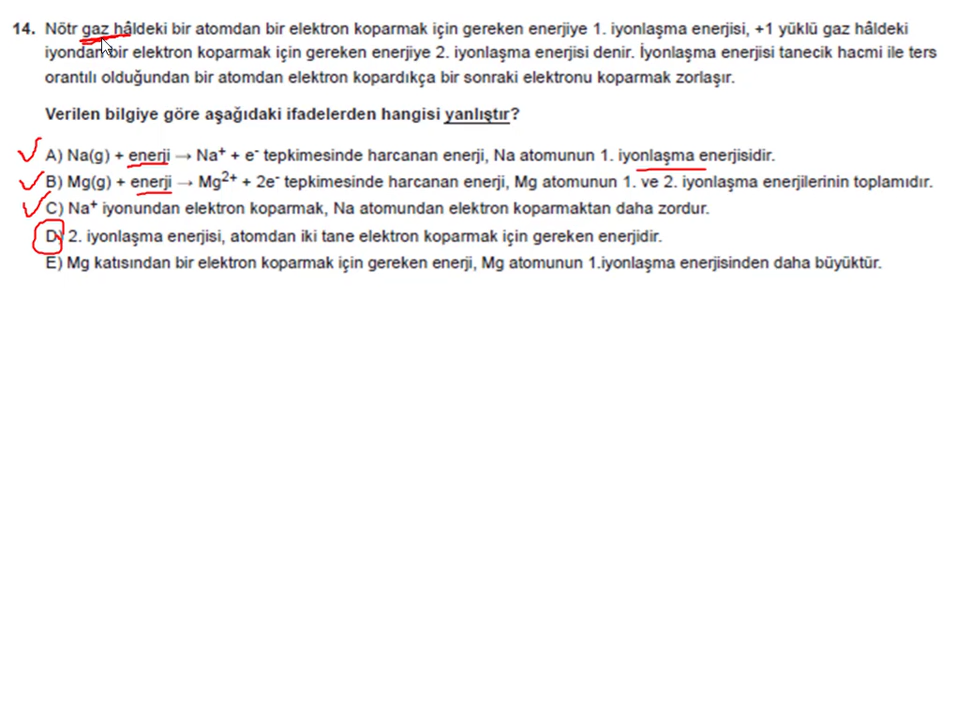 14. Nötr gaz hâldeki bir atomdan bir elektron koparmak için gereken enerjiye 1. iyonlaşma enerjisi, +1 yüklü gaz hâldeki
iyondan bir elektron koparmak için gereken enerjiye 2. iyonlaşma enerjisi denir. İyonlaşma enerjisi tanecik hacmi ile ters
orantılı olduğundan bir atomdan elektron kopardıkça bir sonraki elektronu koparmak zorlaşır.
Verilen bilgiye göre aşağıdaki ifadelerden hangisi yanlıştır?
A) Na(g) + enerji → Na⁺ + e⁻ tepkimesinde harcanan enerji, Na atomunun 1. iyonlaşma enerjisidir.
B) Mg(g) + enerji → Mg²⁺ + 2e⁻ tepkimesinde harcanan enerji, Mg atomunun 1. ve 2. iyonlaşma enerjilerinin toplamıdır.
C) Na⁺ iyonundan elektron koparmak, Na atomundan elektron koparmaktan daha zordur.
D) 2. iyonlaşma enerjisi, atomdan iki tane elektron koparmak için gereken enerjidir.
E) Mg katısından bir elektron koparmak için gereken enerji, Mg atomunun 1.iyonlaşma enerjisinden daha büyüktür.